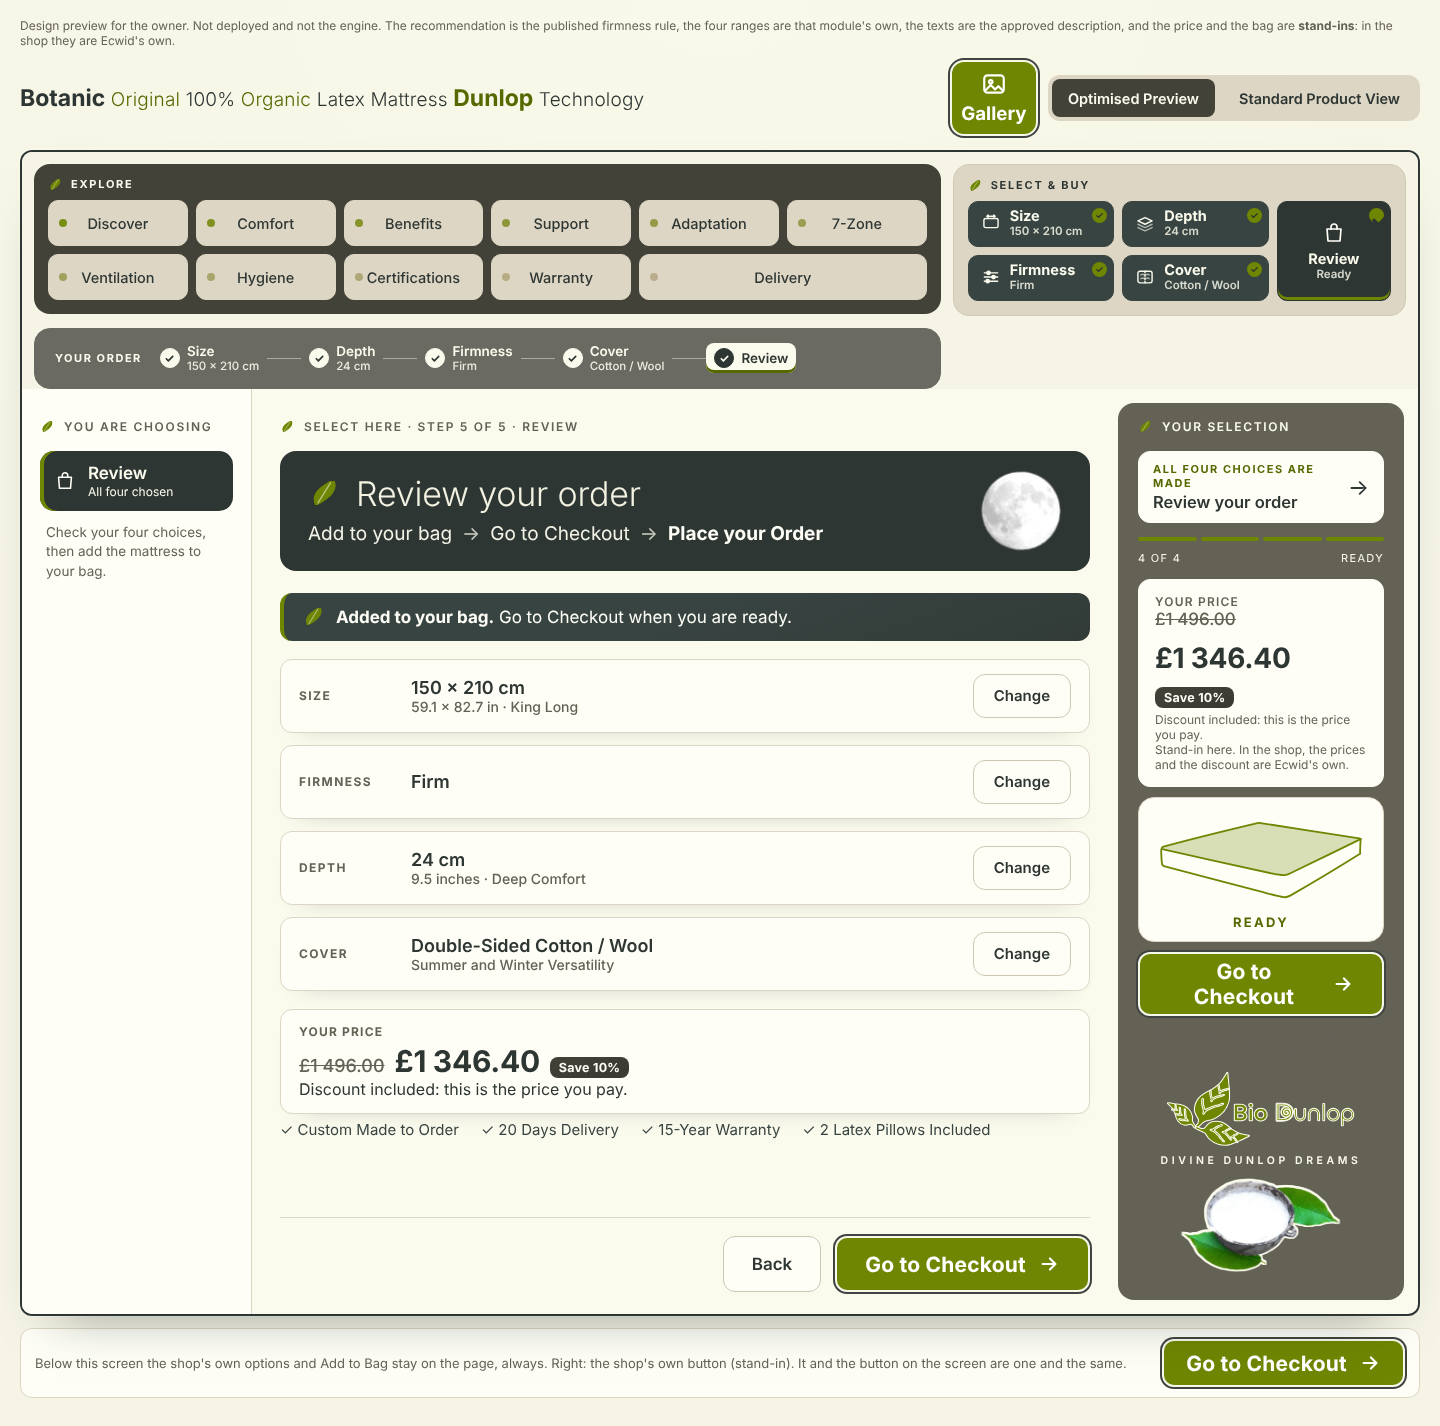 Design preview for the owner. Not deployed and not the engine. The recommendation is the published firmness rule, the four ranges are that module's own, the texts are the approved description, and the price and the bag are stand-ins: in the
shop they are Ecwid's own.
Botanic Original 100% Organic Latex Mattress Dunlop Technology
Gallery
Optimised Preview
Standard Product View
EXPLORE
Discover
Comfort
Benefits
Support
Adaptation
7-Zone
Ventilation
Hygiene
Certifications
Warranty
Delivery
SELECT & BUY
Size
150 × 210 cm
Depth
24 cm
Firmness
Firm
Cover
Cotton / Wool
Review
Ready
YOUR ORDER
Size
150 × 210 cm
Depth
24 cm
Firmness
Firm
Cover
Cotton / Wool
Review
YOU ARE CHOOSING
Review
All four chosen
Check your four choices,
then add the mattress to
your bag.
SELECT HERE · STEP 5 OF 5 · REVIEW
Review your order
Add to your bag → Go to Checkout → Place your Order
Added to your bag. Go to Checkout when you are ready.
SIZE
150 × 210 cm
59.1 × 82.7 in · King Long
Change
FIRMNESS
Firm
Change
DEPTH
24 cm
9.5 inches · Deep Comfort
Change
COVER
Double-Sided Cotton / Wool
Summer and Winter Versatility
Change
YOUR PRICE
£1 496.00 £1 346.40 Save 10%
Discount included: this is the price you pay.
✓ Custom Made to Order ✓ 20 Days Delivery ✓ 15-Year Warranty ✓ 2 Latex Pillows Included
Back
Go to Checkout →
YOUR SELECTION
ALL FOUR CHOICES ARE
MADE
Review your order →
4 OF 4
READY
YOUR PRICE
£1 496.00
£1 346.40
Save 10%
Discount included: this is the price
you pay.
Stand-in here. In the shop, the prices
and the discount are Ecwid's own.
READY
Go to
Checkout →
Bio Dunlop
DIVINE DUNLOP DREAMS
Below this screen the shop's own options and Add to Bag stay on the page, always. Right: the shop's own button (stand-in). It and the button on the screen are one and the same.
Go to Checkout →